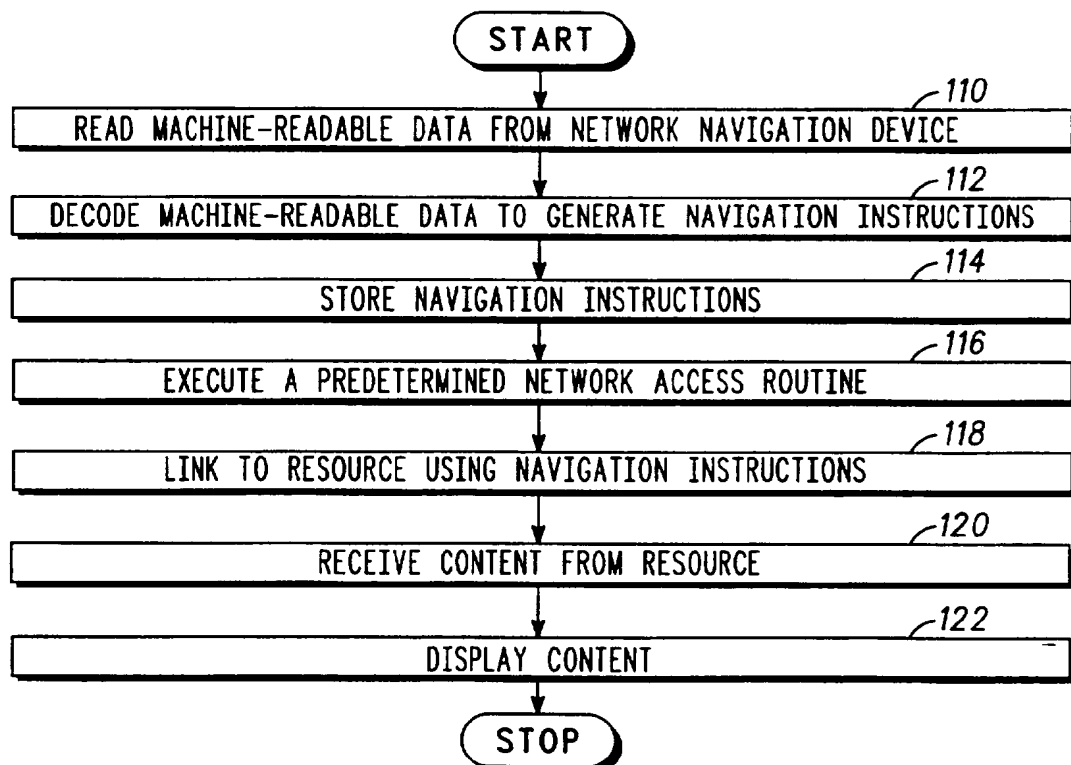 START
110
READ MACHINE-READABLE DATA FROM NETWORK NAVIGATION DEVICE
112
DECODE MACHINE-READABLE DATA TO GENERATE NAVIGATION INSTRUCTIONS
114
STORE NAVIGATION INSTRUCTIONS
116
EXECUTE A PREDETERMINED NETWORK ACCESS ROUTINE
118
LINK TO RESOURCE USING NAVIGATION INSTRUCTIONS
120
RECEIVE CONTENT FROM RESOURCE
122
DISPLAY CONTENT
STOP